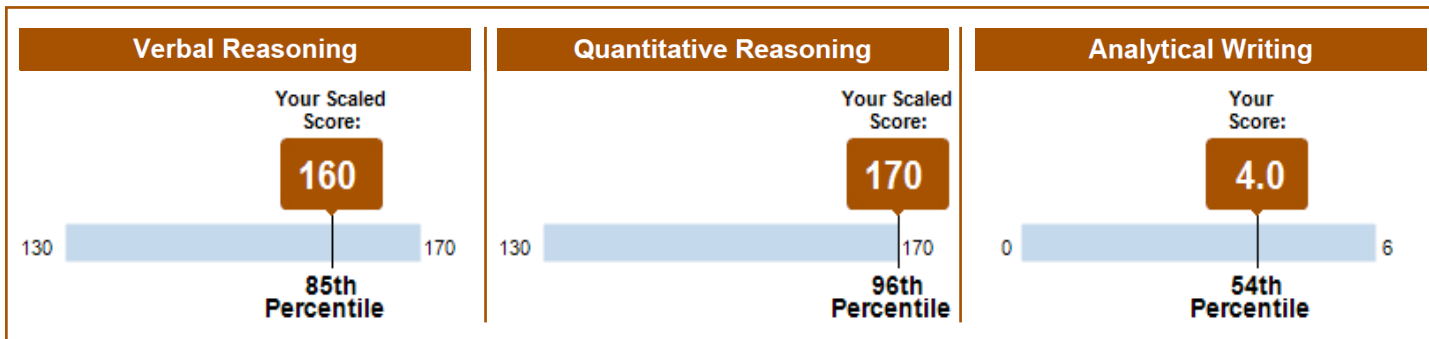 Verbal Reasoning
Your Scaled
Score:
160
130
170
85th
Percentile
Quantitative Reasoning
Your Scaled
Score:
170
130
170
96th
Percentile
Analytical Writing
Your
Score:
4.0
0
6
54th
Percentile